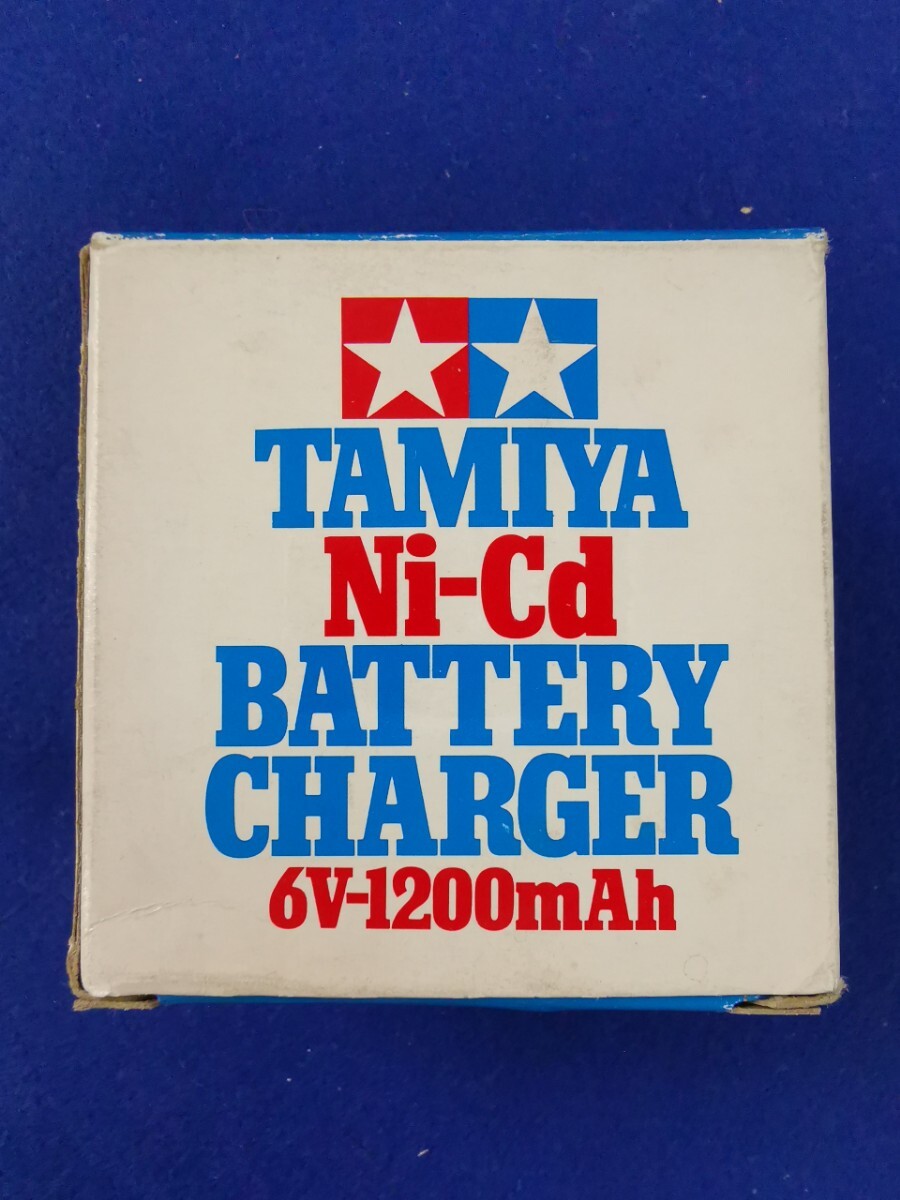 TAMIYA
Ni-Cd
BATTERY
CHARGER
6V-1200mAh